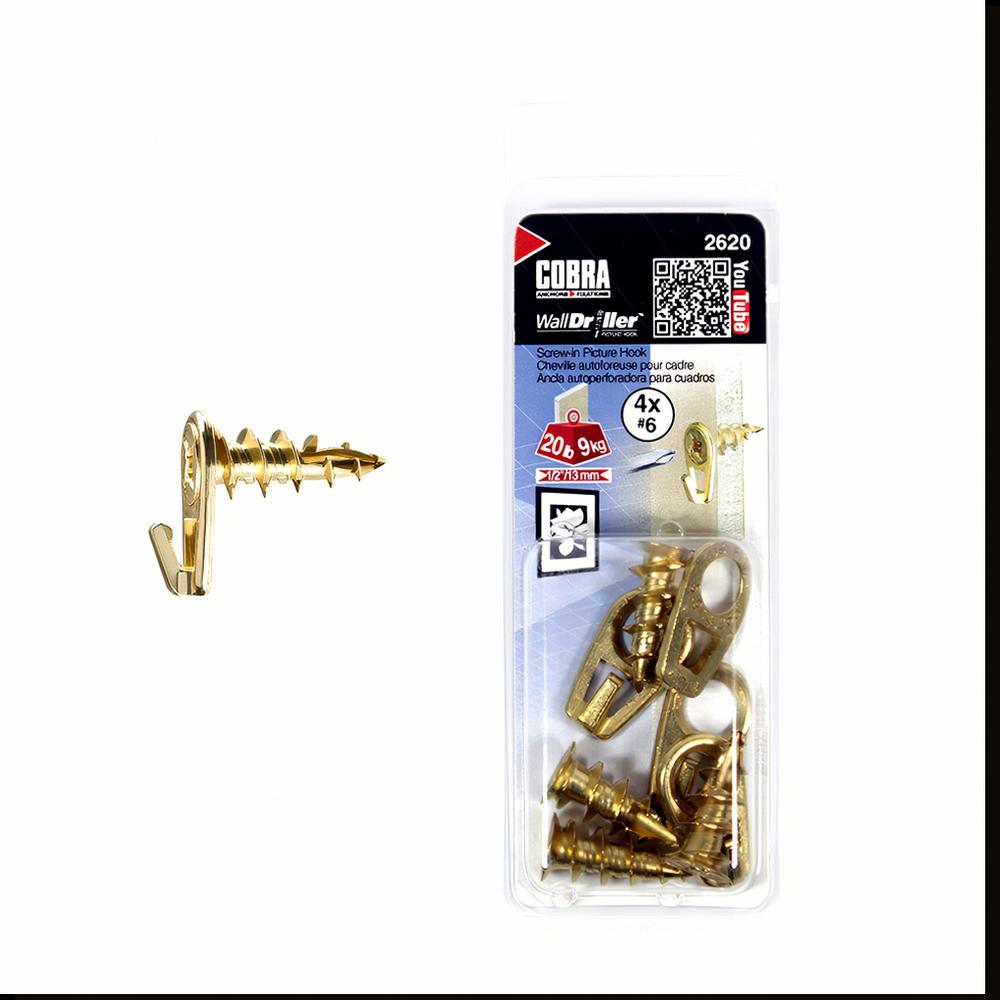 2620
COBRA
ANCHORS FIXATIONS
You Tube
WallDriller™
PICTURE HOOK
Screw-in Picture Hook
Cheville autoforeuse pour cadre
Ancla autoperforadora para cuadros
4x
#6
20lb 9kg
1/2"/13 mm